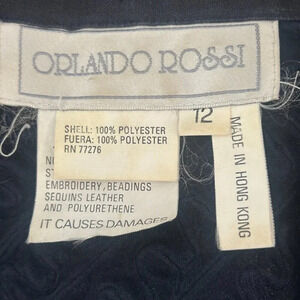 ORLANDO ROSSI
12
SHELL: 100% POLYESTER
FUERA: 100% POLYESTER
RN 77276
EMBROIDERY, BEADINGS
SEQUINS LEATHER
AND POLYURETHENE
IT CAUSES DAMAGES
MADE IN HONG KONG